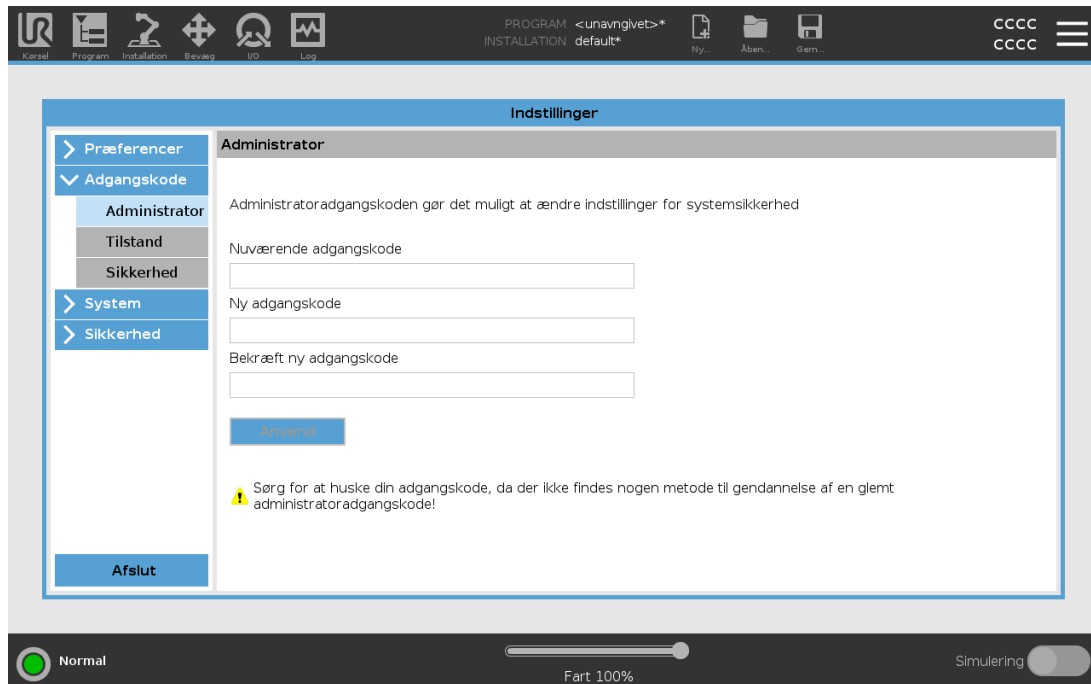 PROGRAM <unavngivet>*
INSTALLATION default*
cccc
cccc
Kørsel Program Installation Bevæg I/O Log Ny... Åben... Gem...
Indstillinger
Præferencer
Adgangskode
Administrator
Tilstand
Sikkerhed
System
Sikkerhed
Afslut
Administrator
Administratoradgangskoden gør det muligt at ændre indstillinger for systemsikkerhed
Nuværende adgangskode
Ny adgangskode
Bekræft ny adgangskode
Anvend
Sørg for at huske din adgangskode, da der ikke findes nogen metode til gendannelse af en glemt
administratoradgangskode!
Normal
Fart 100%
Simulering